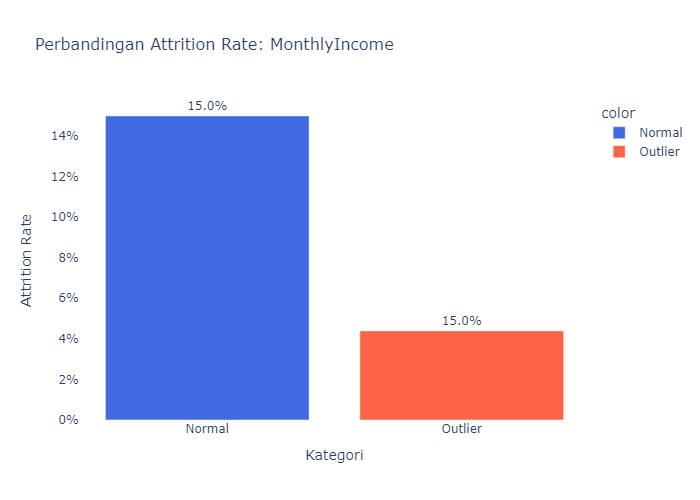 Perbandingan Attrition Rate: MonthlyIncome
15.0%
15.0%
color
Normal
Outlier
14%
12%
10%
8%
6%
4%
2%
0%
Attrition Rate
Normal
Outlier
Kategori